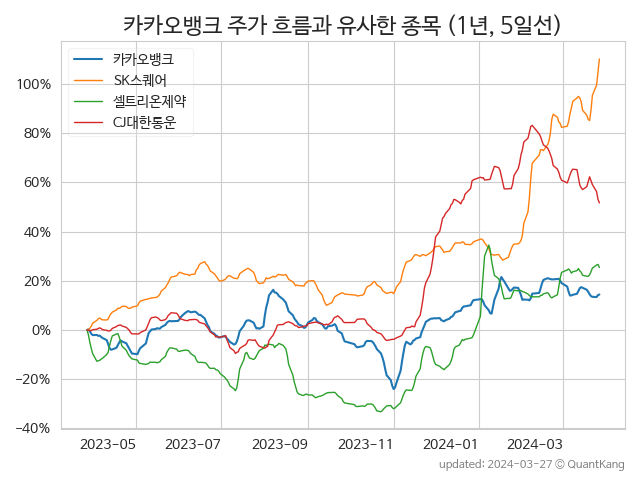 카카오뱅크 주가 흐름과 유사한 종목 (1년, 5일선)
카카오뱅크
SK스퀘어
셀트리온제약
CJ대한통운
100%
80%
60%
40%
20%
0%
−20%
−40%
2023-05 2023-07 2023-09 2023-11 2024-01 2024-03
updated: 2024-03-27 © QuantKang